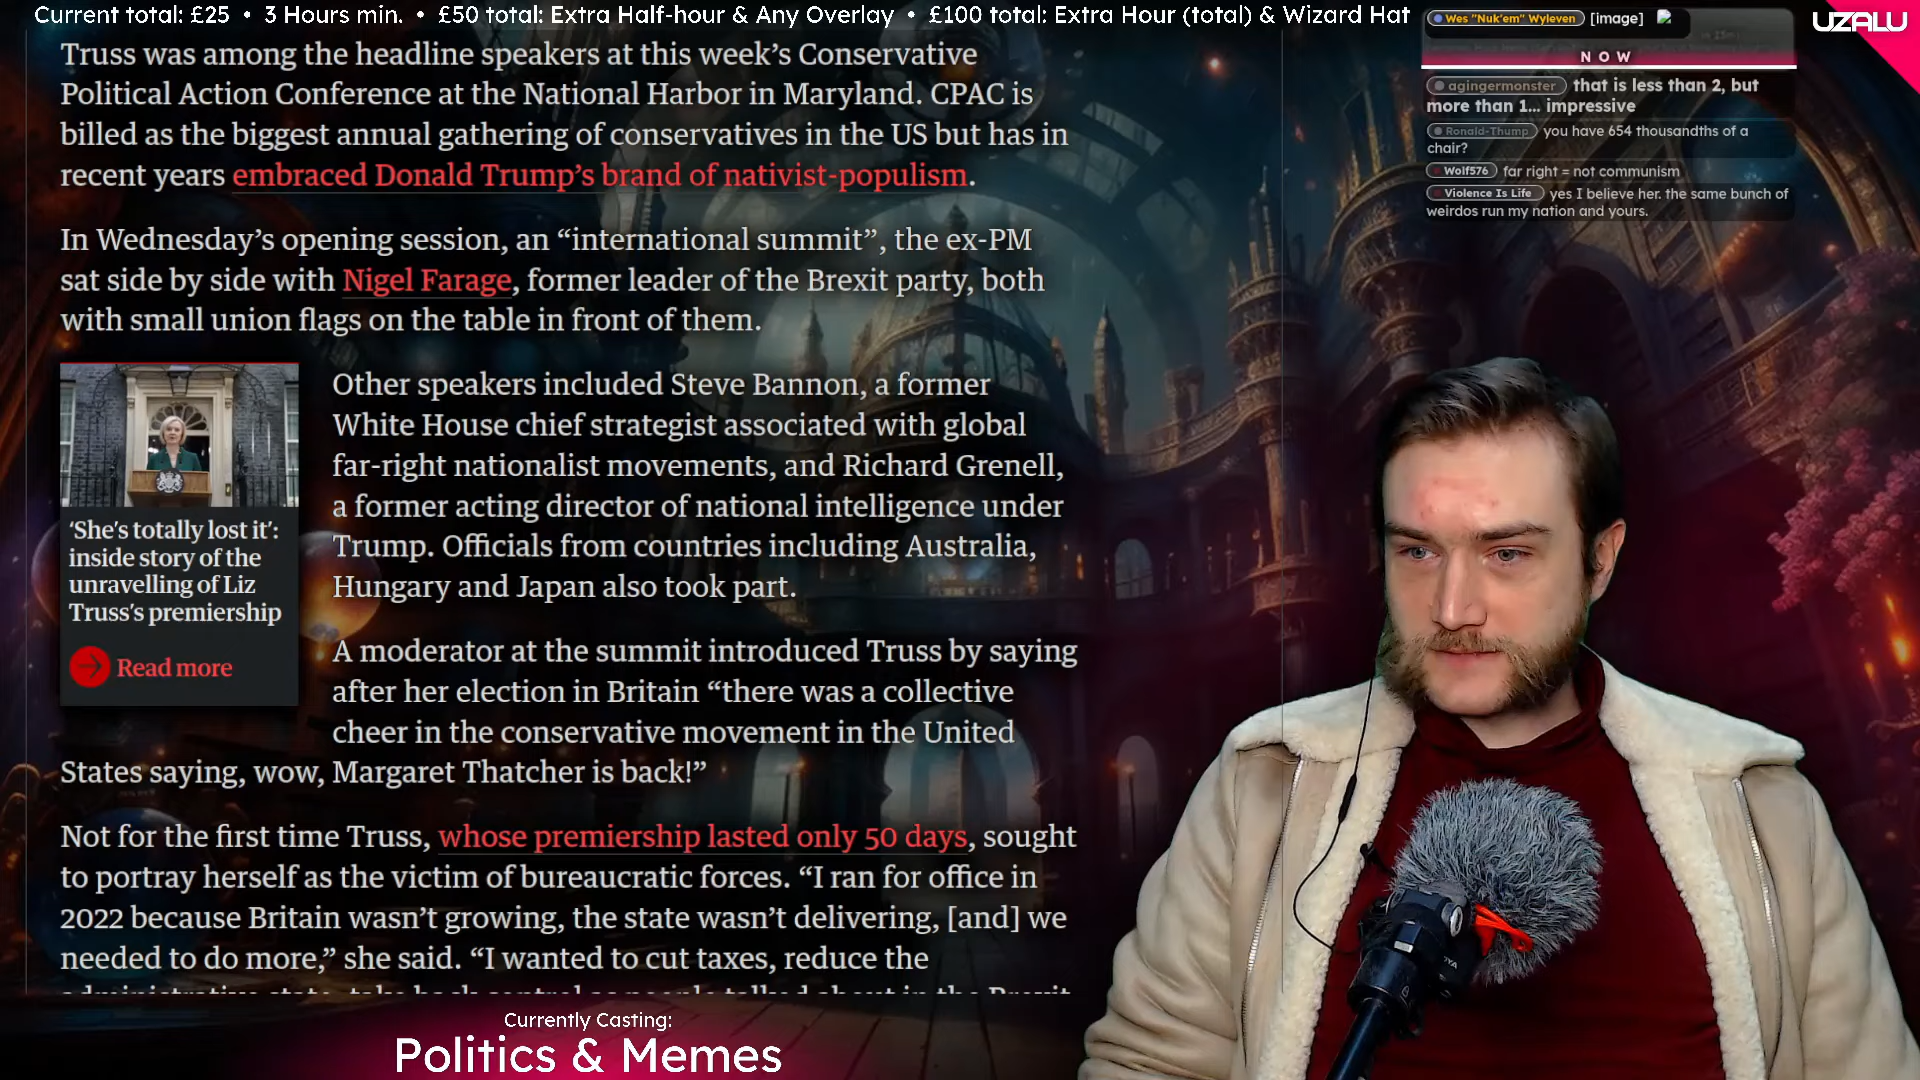 Current total: £25 • 3 Hours min. • £50 total: Extra Half-hour & Any Overlay • £100 total: Extra Hour (total) & Wizard Hat
UZALU
Wes "Nuk'em" Wyleven [image]
NOW
agingermonster that is less than 2, but
more than 1... impressive
Ronald-Thump you have 654 thousandths of a
chair?
Wolf576 far right = not communism
Violence Is Life yes I believe her. the same bunch of
weirdos run my nation and yours.
Truss was among the headline speakers at this week’s Conservative
Political Action Conference at the National Harbor in Maryland. CPAC is
billed as the biggest annual gathering of conservatives in the US but has in
recent years embraced Donald Trump’s brand of nativist-populism.
In Wednesday’s opening session, an “international summit”, the ex-PM
sat side by side with Nigel Farage, former leader of the Brexit party, both
with small union flags on the table in front of them.
‘She’s totally lost it’:
inside story of the
unravelling of Liz
Truss’s premiership
Read more
Other speakers included Steve Bannon, a former
White House chief strategist associated with global
far-right nationalist movements, and Richard Grenell,
a former acting director of national intelligence under
Trump. Officials from countries including Australia,
Hungary and Japan also took part.
A moderator at the summit introduced Truss by saying
after her election in Britain “there was a collective
cheer in the conservative movement in the United
States saying, wow, Margaret Thatcher is back!”
Not for the first time Truss, whose premiership lasted only 50 days, sought
to portray herself as the victim of bureaucratic forces. “I ran for office in
2022 because Britain wasn’t growing, the state wasn’t delivering, [and] we
needed to do more,” she said. “I wanted to cut taxes, reduce the
Currently Casting:
Politics & Memes